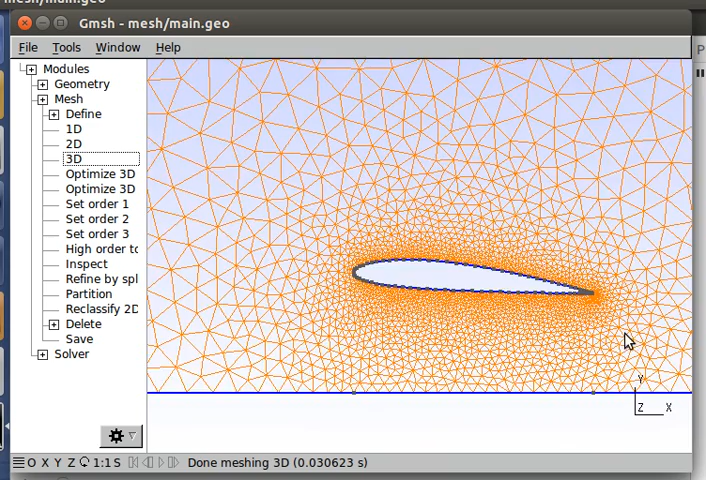 mesh/main.geo
Gmsh - mesh/main.geo
File Tools Window Help
Modules
Geometry
Mesh
Define
1D
2D
3D
Optimize 3D
Optimize 3D
Set order 1
Set order 2
Set order 3
High order to
Inspect
Refine by spl
Partition
Reclassify 2D
Delete
Save
Solver
Y
Z X
O X Y Z 1:1 S Done meshing 3D (0.030623 s)